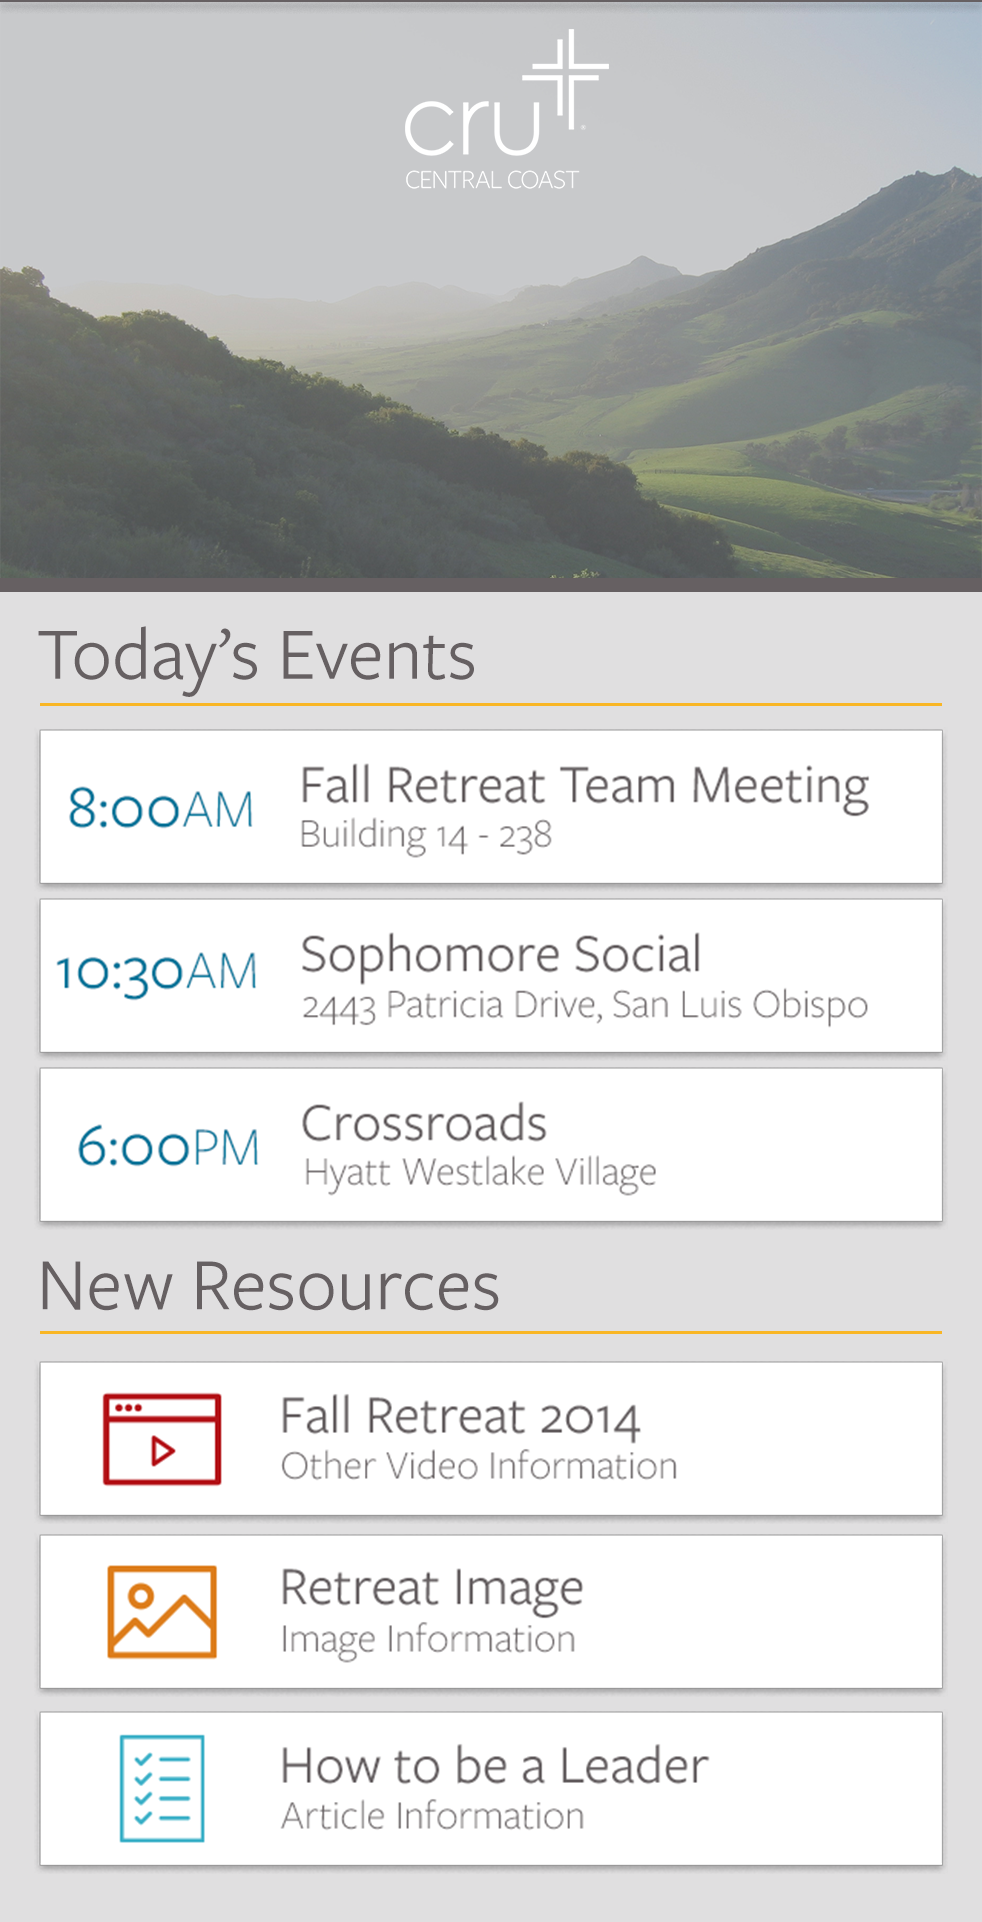 cru
CENTRAL COAST
Today’s Events
8:00AM
Fall Retreat Team Meeting
Building 14 - 238
10:30AM
Sophomore Social
2443 Patricia Drive, San Luis Obispo
6:00PM
Crossroads
Hyatt Westlake Village
New Resources
Fall Retreat 2014
Other Video Information
Retreat Image
Image Information
How to be a Leader
Article Information